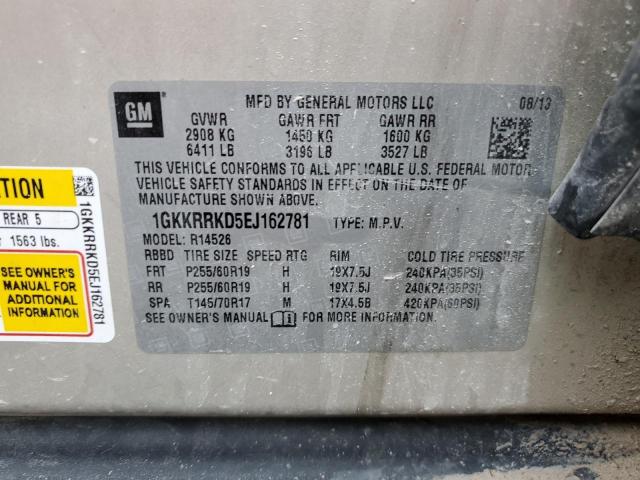 GM
MFD BY GENERAL MOTORS LLC 08/13
GVWR GAWR FRT GAWR RR
2908 KG 1450 KG 1600 KG
6411 LB 3196 LB 3527 LB
THIS VEHICLE CONFORMS TO ALL APPLICABLE U.S. FEDERAL MOTOR
VEHICLE SAFETY STANDARDS IN EFFECT ON THE DATE OF
MANUFACTURE SHOWN ABOVE.
1GKKRRKD5EJ162781 TYPE: M.P.V.
MODEL: R14526
RBBD TIRE SIZE SPEED RTG RIM COLD TIRE PRESSURE
FRT P255/60R19 H 19X7.5J 240KPA(35PSI)
RR P255/60R19 H 19X7.5J 240KPA(35PSI)
SPA T145/70R17 M 17X4.5B 420KPA(60PSI)
SEE OWNER'S MANUAL FOR MORE INFORMATION
REAR 5
1563 lbs.
SEE OWNER'S
MANUAL FOR
ADDITIONAL
INFORMATION
1GKKRRKD5EJ162781